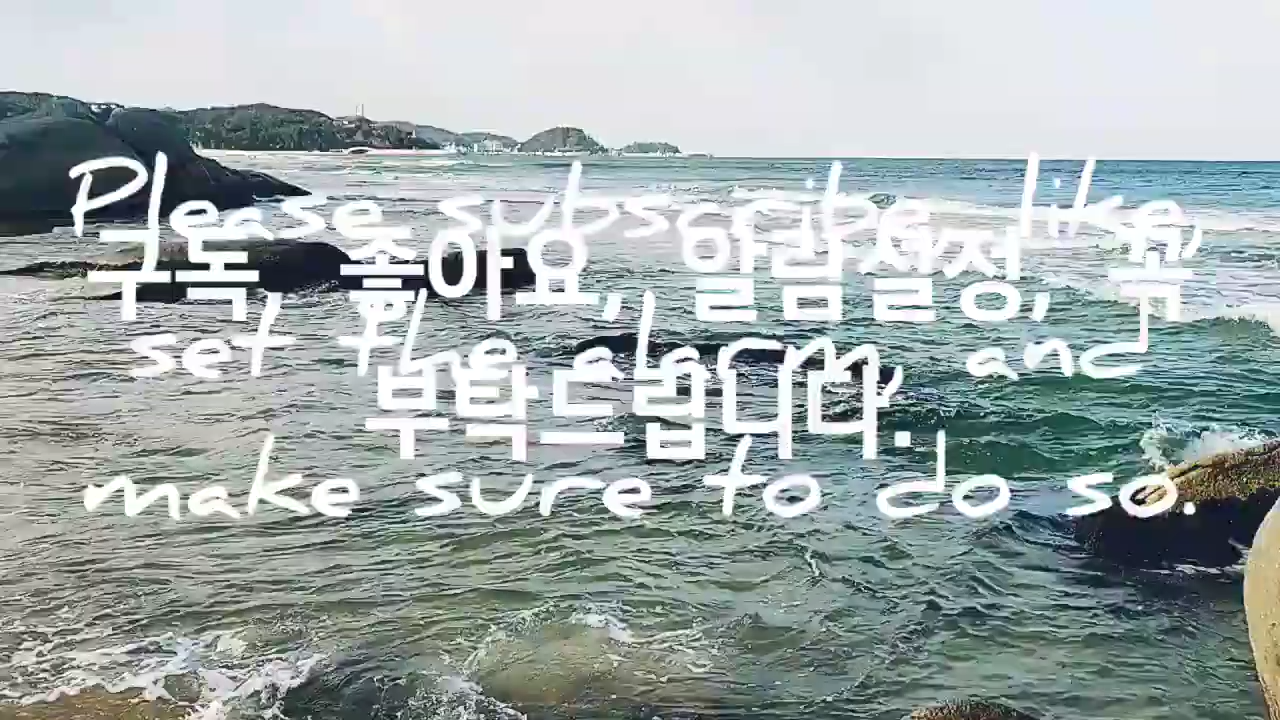 Please subscribe, like,
구독, 좋아요, 알람설정, 꼭
set the alarm, and
부탁드립니다.
make sure to do so.